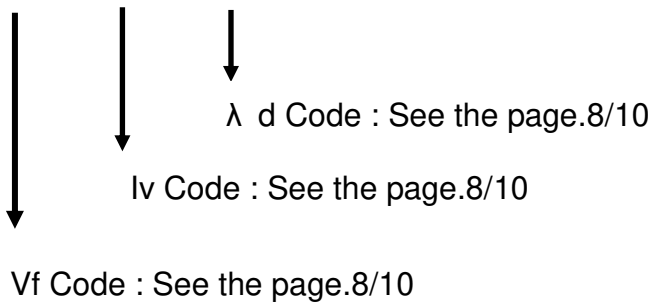 λ d Code : See the page.8/10
Iv Code : See the page.8/10
Vf Code : See the page.8/10